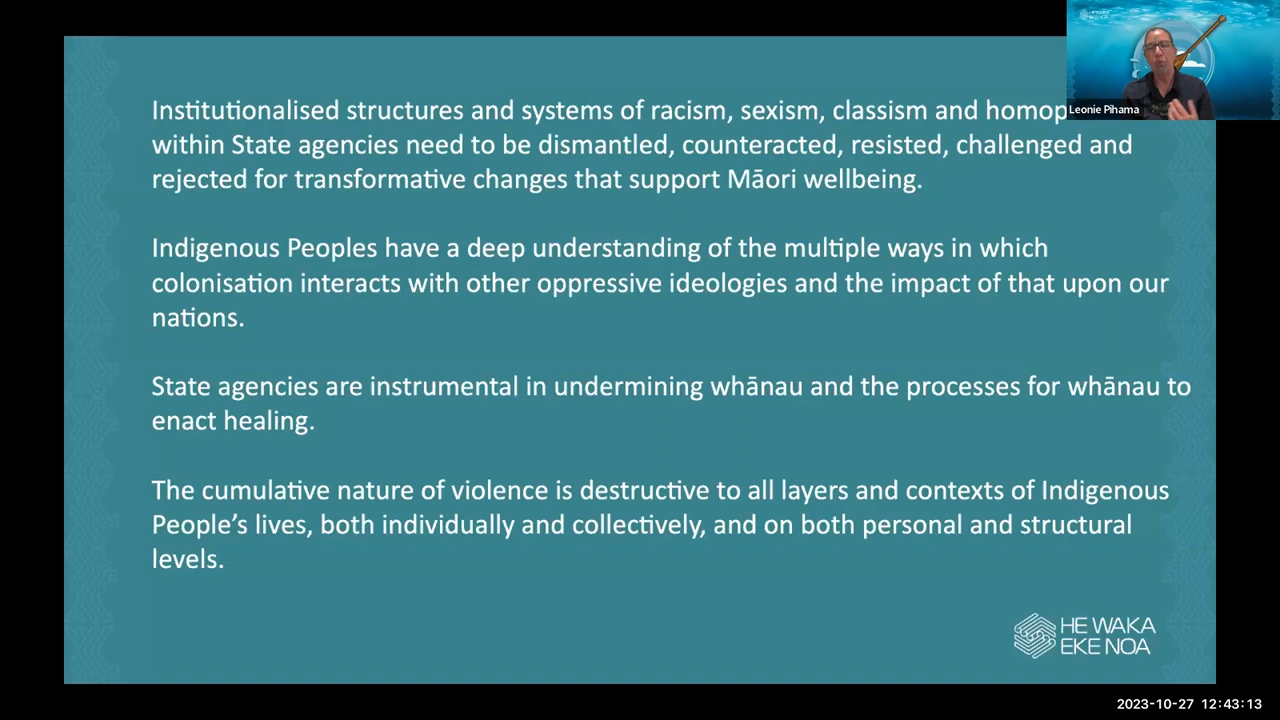 HE WAKA
EKE NOA
Leonie Pihama
Institutionalised structures and systems of racism, sexism, classism and
within State agencies need to be dismantled, counteracted, resisted, challenged and
rejected for transformative changes that support Māori wellbeing.
Indigenous Peoples have a deep understanding of the multiple ways in which
colonisation interacts with other oppressive ideologies and the impact of that upon our
nations.
State agencies are instrumental in undermining whānau and the processes for whānau to
enact healing.
The cumulative nature of violence is destructive to all layers and contexts of Indigenous
People’s lives, both individually and collectively, and on both personal and structural
levels.
HE WAKA
EKE NOA
2023-10-27 12:43:13